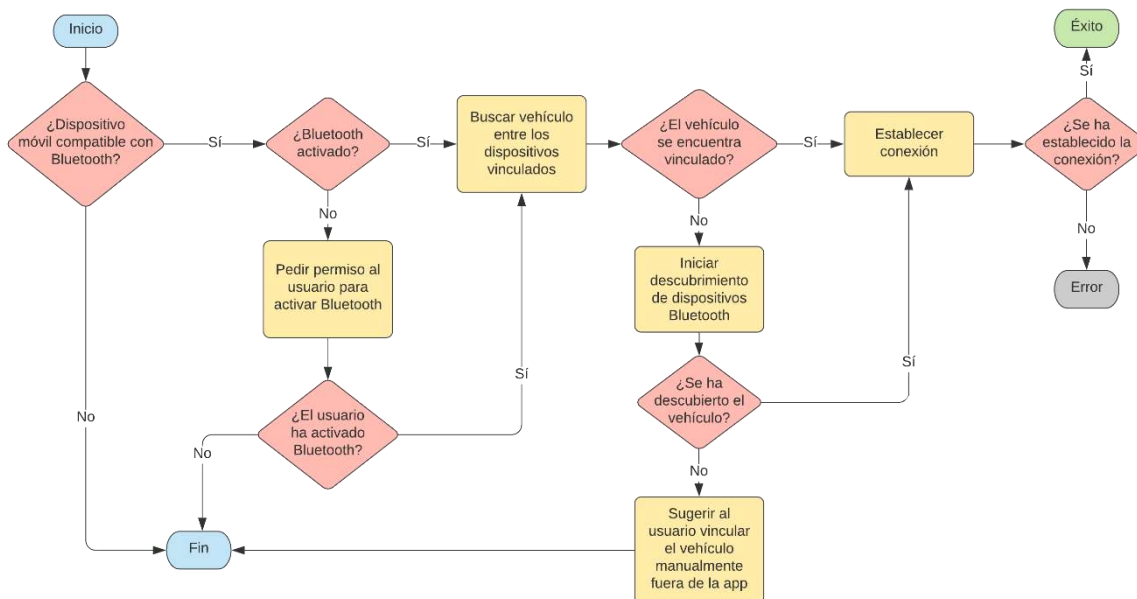 Inicio
¿Dispositivo
móvil compatible con
Bluetooth?
Sí
No
¿Bluetooth
activado?
Sí
No
Pedir permiso al
usuario para
activar Bluetooth
¿El usuario
ha activado
Bluetooth?
No
Sí
Fin
Buscar vehículo
entre los
dispositivos
vinculados
¿El vehículo
se encuentra
vinculado?
Sí
No
Iniciar
descubrimiento
de dispositivos
Bluetooth
¿Se ha
descubierto el
vehículo?
Sí
No
Sugerir al
usuario vincular
el vehículo
manualmente
fuera de la app
Establecer
conexión
¿Se ha
establecido la
conexión?
Sí
Éxito
No
Error